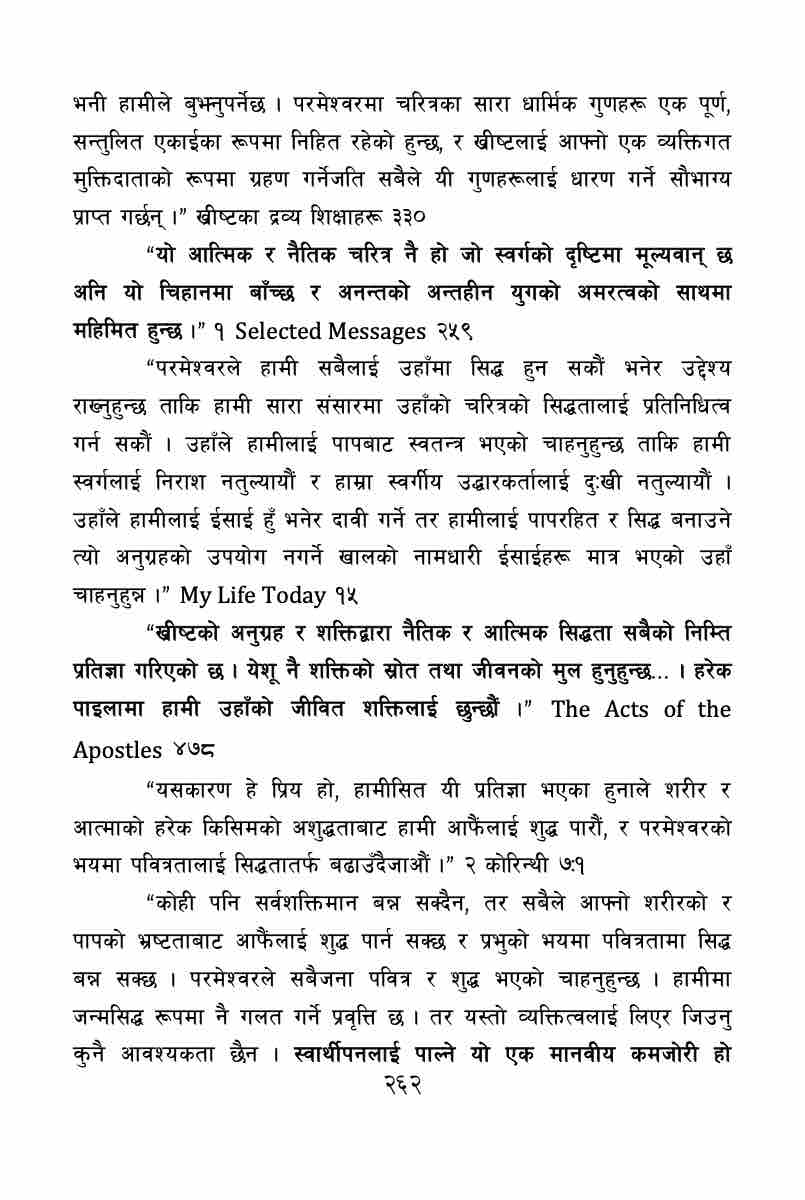 भनी हामीले बुझ्नुपर्नेछ । परमेश्वरमा चरित्रका सारा धार्मिक गुणहरू एक पूर्ण,
सन्तुलित एकाईका रूपमा निहित रहेको हुन्छ, र ख्रीष्टलाई आफ्नो एक व्यक्तिगत
मुक्तिदाताको रूपमा ग्रहण गर्नेजति सबैले यी गुणहरूलाई धारण गर्ने सौभाग्य
प्राप्त गर्छन् ।” ख्रीष्टका द्रव्य शिक्षाहरू ३३०
“यो आत्मिक र नैतिक चरित्र नै हो जो स्वर्गको दृष्टिमा मूल्यवान् छ
अनि यो चिहानमा बाँच्छ र अनन्तको अन्तहीन युगको अमरत्वको साथमा
महिमित हुन्छ ।” १ Selected Messages २५९
“परमेश्वरले हामी सबैलाई उहाँमा सिद्ध हुन सकौं भनेर उद्देश्य
राख्नुहुन्छ ताकि हामी सारा संसारमा उहाँको चरित्रको सिद्धतालाई प्रतिनिधित्व
गर्न सकौं । उहाँले हामीलाई पापबाट स्वतन्त्र भएको चाहनुहुन्छ ताकि हामी
स्वर्गलाई निराश नतुल्यायौं र हाम्रा स्वर्गीय उद्धारकर्तालाई दुःखी नतुल्यायौं ।
उहाँले हामीलाई ईसाई हुँ भनेर दावी गर्ने तर हामीलाई पापरहित र सिद्ध बनाउने
त्यो अनुग्रहको उपयोग नगर्ने खालको नामधारी ईसाईहरू मात्र भएको उहाँ
चाहनुहुन्न ।” My Life Today १५
“ख्रीष्टको अनुग्रह र शक्तिद्वारा नैतिक र आत्मिक सिद्धता सबैको निम्ति
प्रतिज्ञा गरिएको छ । येशू नै शक्तिको स्रोत तथा जीवनको मुल हुनुहुन्छ... । हरेक
पाइलामा हामी उहाँको जीवित शक्तिलाई छुन्छौं ।” The Acts of the
Apostles ४७८
“यसकारण हे प्रिय हो, हामीसित यी प्रतिज्ञा भएका हुनाले शरीर र
आत्माको हरेक किसिमको अशुद्धताबाट हामी आफैंलाई शुद्ध पारौं, र परमेश्वरको
भयमा पवित्रतालाई सिद्धतातर्फ बढाउँदैजाऔं ।” २ कोरिन्थी ७:१
“कोही पनि सर्वशक्तिमान बन्न सक्दैन, तर सबैले आफ्नो शरीरको र
पापको भ्रष्टताबाट आफैंलाई शुद्ध पार्न सक्छ र प्रभुको भयमा पवित्रतामा सिद्ध
बन्न सक्छ । परमेश्वरले सबैजना पवित्र र शुद्ध भएको चाहनुहुन्छ । हामीमा
जन्मसिद्ध रूपमा नै गलत गर्ने प्रवृत्ति छ । तर यस्तो व्यक्तित्वलाई लिएर जिउनु
कुनै आवश्यकता छैन । स्वार्थीपनलाई पाल्ने यो एक मानवीय कमजोरी हो
२६२